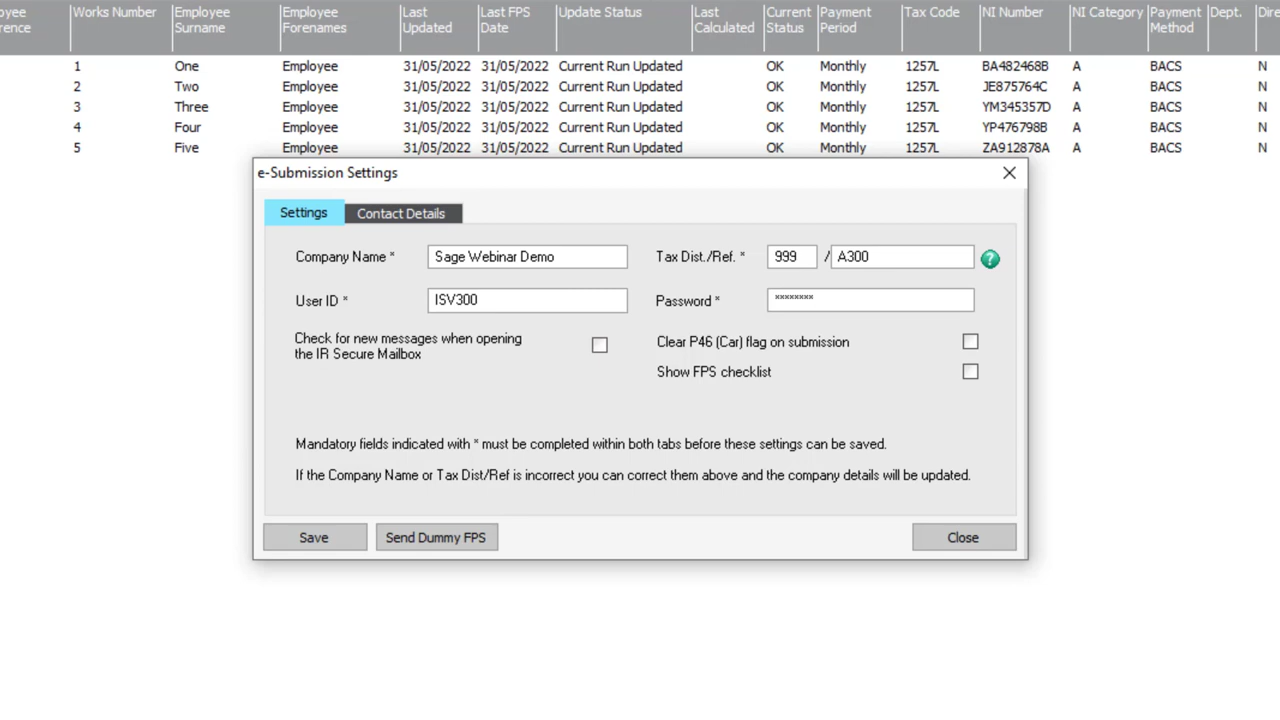 oyee Works Number Employee Employee Last Last FPS Update Status Last Current Payment Tax Code NI Number NI Category Payment Dept. Dire
rence Surname Forenames Updated Date Calculated Status Period Method
1 One Employee 31/05/2022 31/05/2022 Current Run Updated OK Monthly 1257L BA482468B A BACS N
2 Two Employee 31/05/2022 31/05/2022 Current Run Updated OK Monthly 1257L JE875764C A BACS N
3 Three Employee 31/05/2022 31/05/2022 Current Run Updated OK Monthly 1257L YM345357D A BACS N
4 Four Employee 31/05/2022 31/05/2022 Current Run Updated OK Monthly 1257L YP476798B A BACS N
5 Five Employee 31/05/2022 31/05/2022 Current Run Updated OK Monthly 1257L ZA912878A A BACS N
e-Submission Settings
Settings Contact Details
Company Name * Sage Webinar Demo Tax Dist./Ref. * 999 / A300 ?
User ID * ISV300 Password * ********
Check for new messages when opening
the IR Secure Mailbox
Clear P46 (Car) flag on submission
Show FPS checklist
Mandatory fields indicated with * must be completed within both tabs before these settings can be saved.
If the Company Name or Tax Dist/Ref is incorrect you can correct them above and the company details will be updated.
Save Send Dummy FPS Close